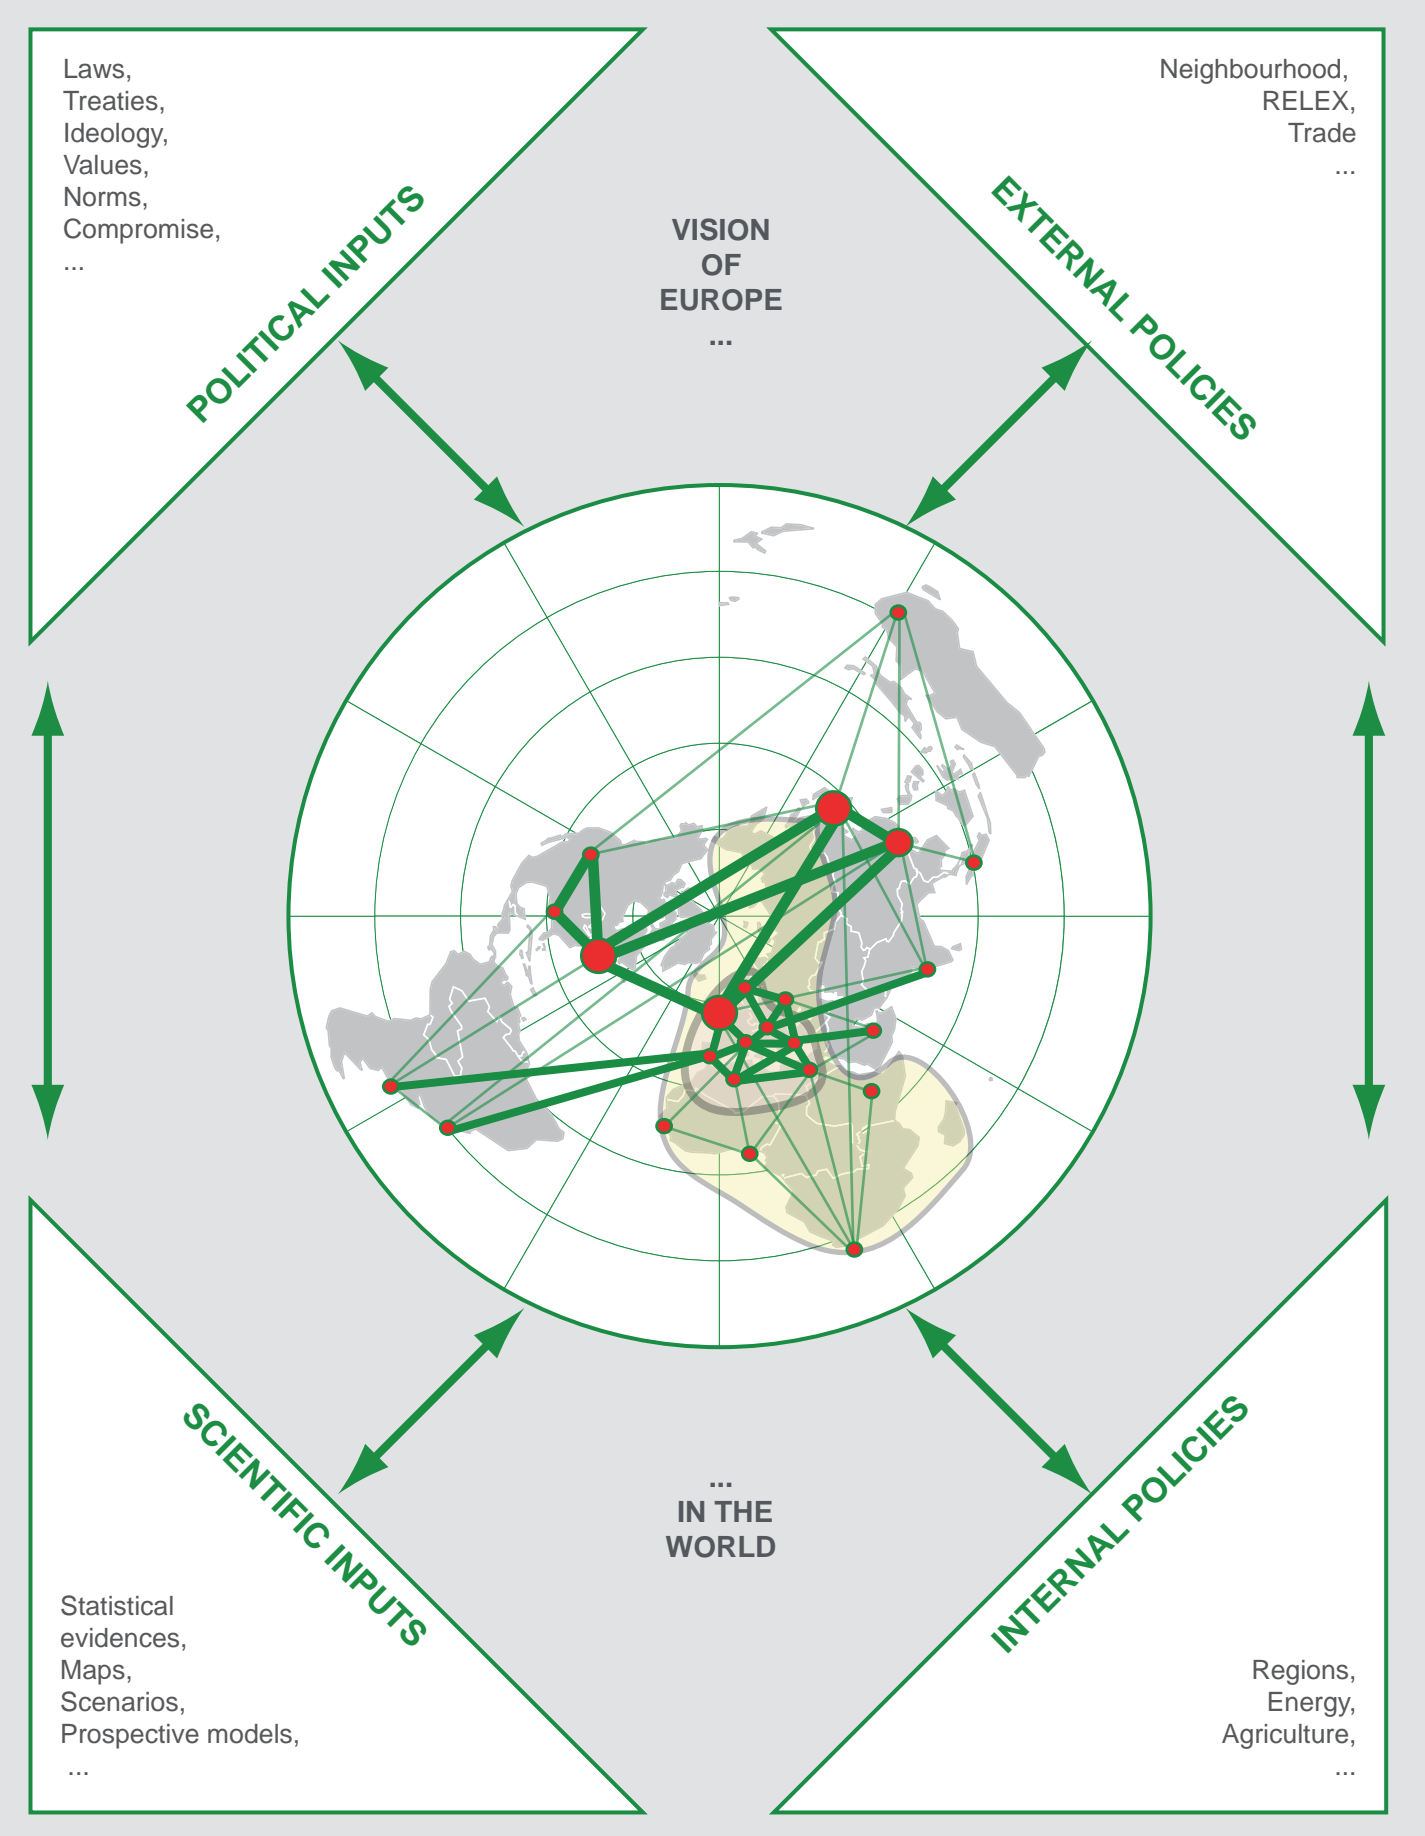 Laws,
Treaties,
Ideology,
Values,
Norms,
Compromise,
...
POLITICAL INPUTS
Neighbourhood,
RELEX,
Trade
...
EXTERNAL POLICIES
VISION
OF
EUROPE
...
...
IN THE
WORLD
SCIENTIFIC INPUTS
Statistical
evidences,
Maps,
Scenarios,
Prospective models,
...
INTERNAL POLICIES
Regions,
Energy,
Agriculture,
...